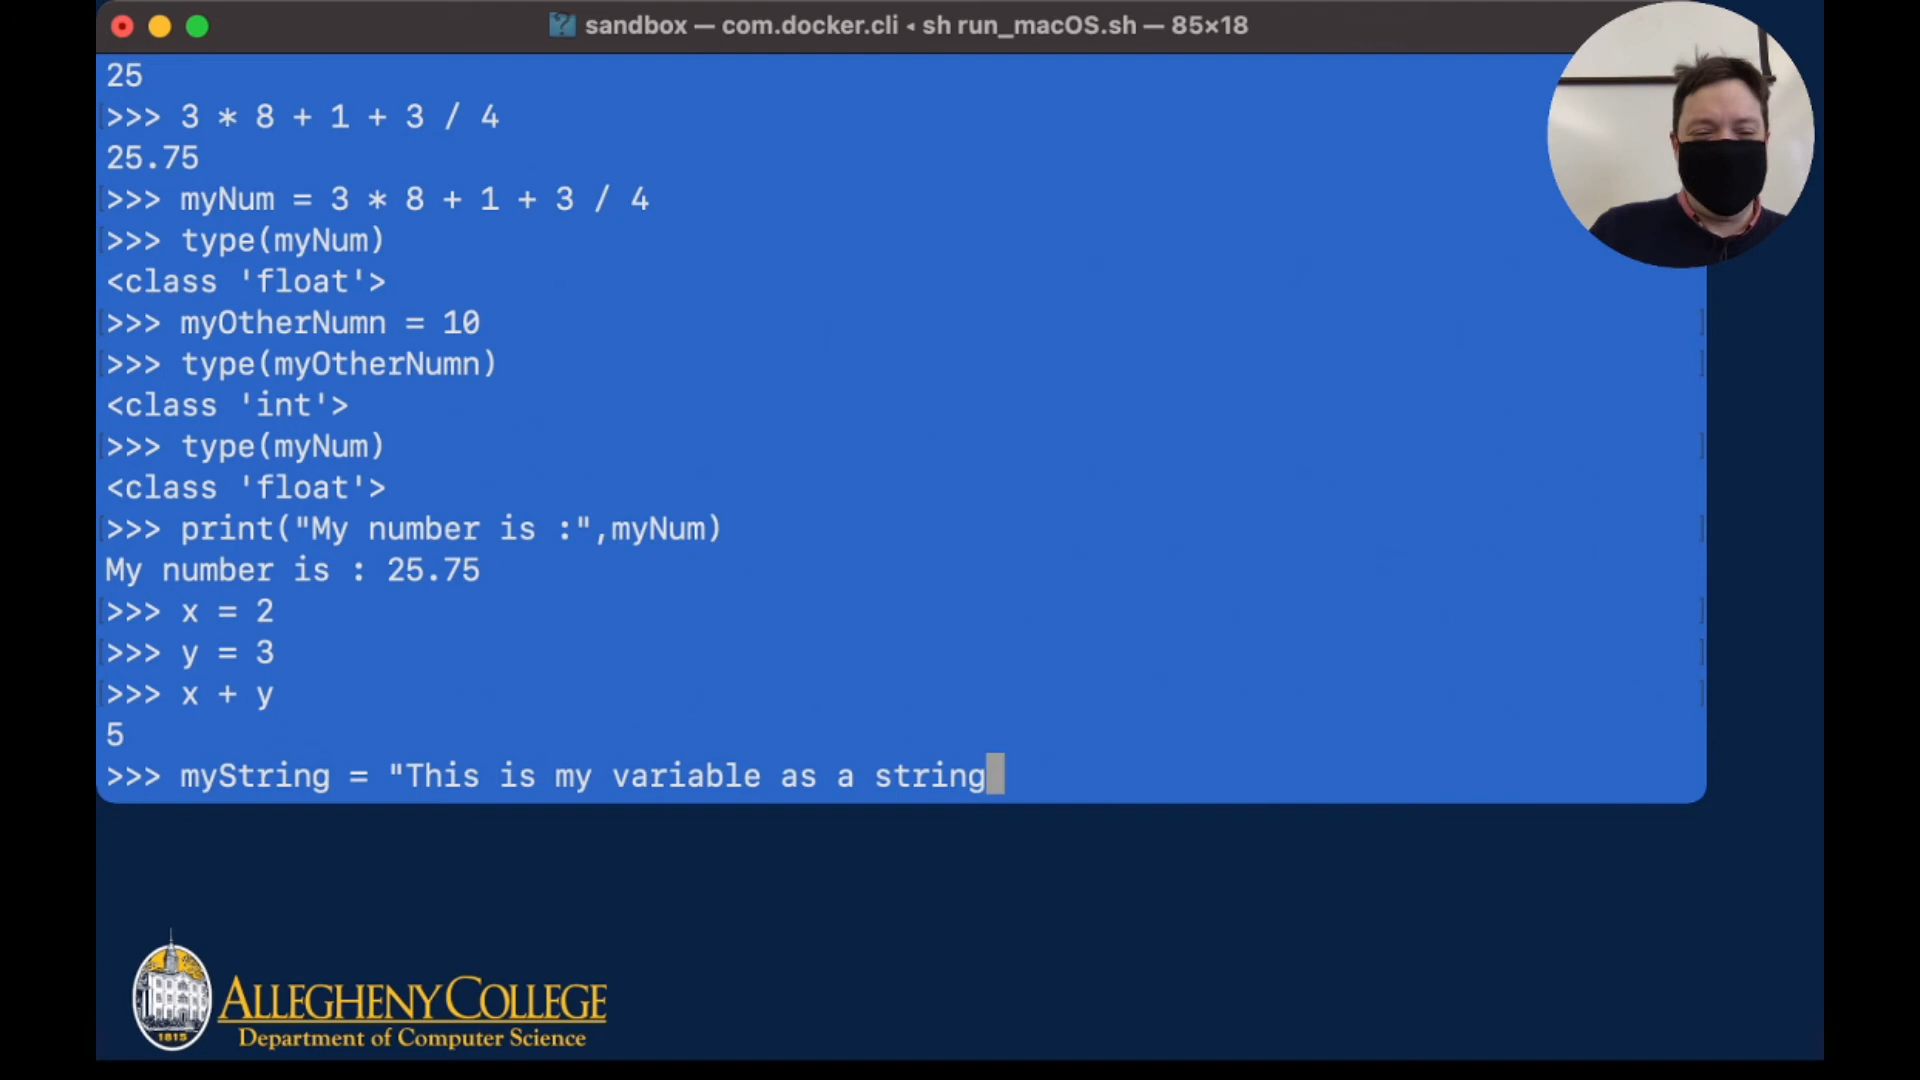 sandbox — com.docker.cli ◂ sh run_macOS.sh — 85×18
25
>>> 3 * 8 + 1 + 3 / 4
25.75
>>> myNum = 3 * 8 + 1 + 3 / 4
>>> type(myNum)
<class 'float'>
>>> myOtherNumn = 10
>>> type(myOtherNumn)
<class 'int'>
>>> type(myNum)
<class 'float'>
>>> print("My number is :",myNum)
My number is : 25.75
>>> x = 2
>>> y = 3
>>> x + y
5
>>> myString = "This is my variable as a string
1815
ALLEGHENY COLLEGE
Department of Computer Science